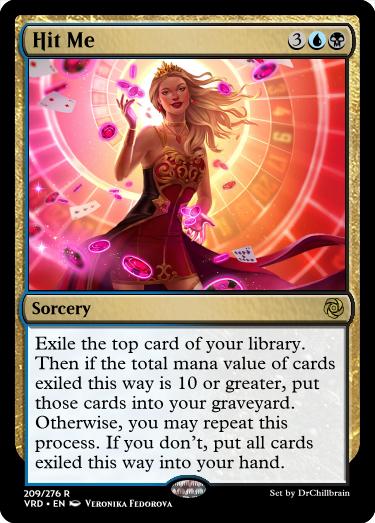 Hit Me
3
Sorcery
Exile the top card of your library.
Then if the total mana value of cards
exiled this way is 10 or greater, put
those cards into your graveyard.
Otherwise, you may repeat this
process. If you don't, put all cards
exiled this way into your hand.
209/276 R
VRD • EN VERONIKA FEDOROVA
Set by DrChillbrain